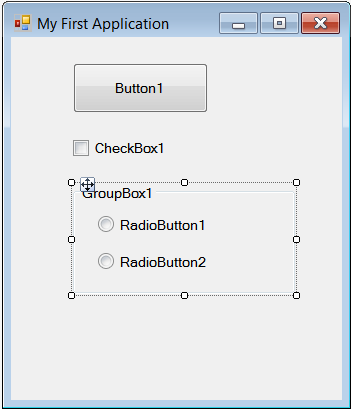 My First Application
Button1
CheckBox1
GroupBox1
RadioButton1
RadioButton2